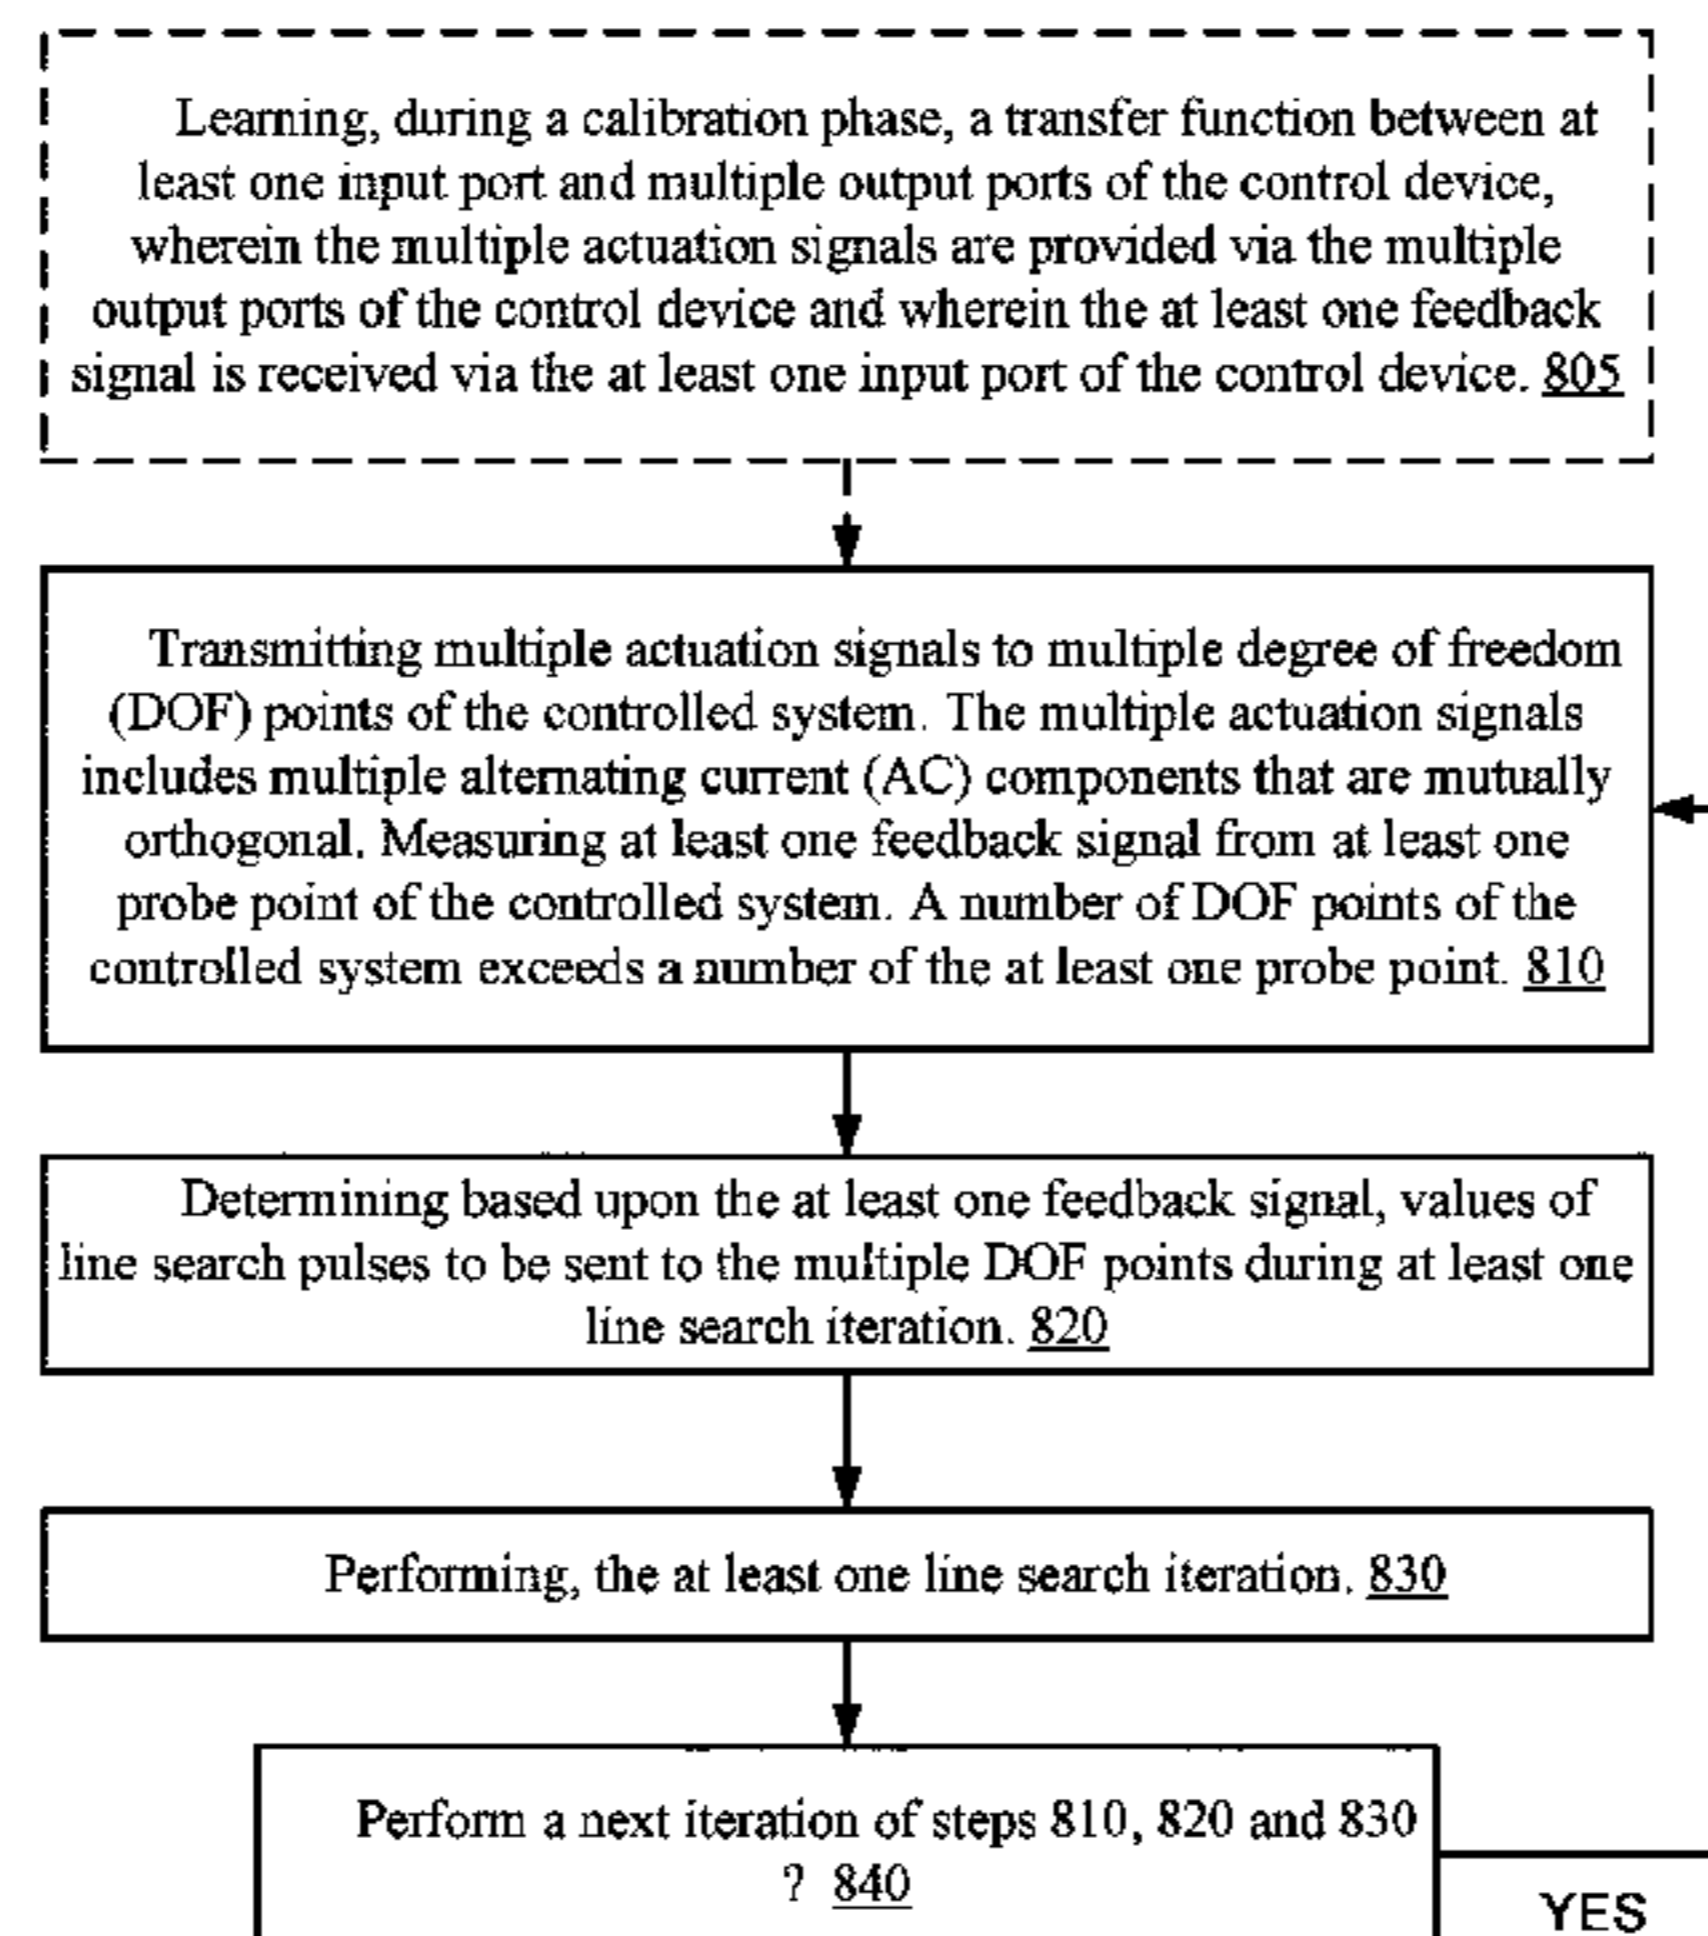 Learning, during a calibration phase, a transfer function between at
least one input port and multiple output ports of the control device,
wherein the multiple actuation signals are provided via the multiple
output ports of the control device and wherein the at least one feedback
signal is received via the at least one input port of the control device. 805
Transmitting multiple actuation signals to multiple degree of freedom
(DOF) points of the controlled system. The multiple actuation signals
includes multiple alternating current (AC) components that are mutually
orthogonal. Measuring at least one feedback signal from at least one
probe point of the controlled system. A number of DOF points of the
controlled system exceeds a number of the at least one probe point. 810
Determining based upon the at least one feedback signal, values of
line search pulses to be sent to the multiple DOF points during at least one
line search iteration. 820
Performing, the at least one line search iteration. 830
Perform a next iteration of steps 810, 820 and 830
? 840
YES